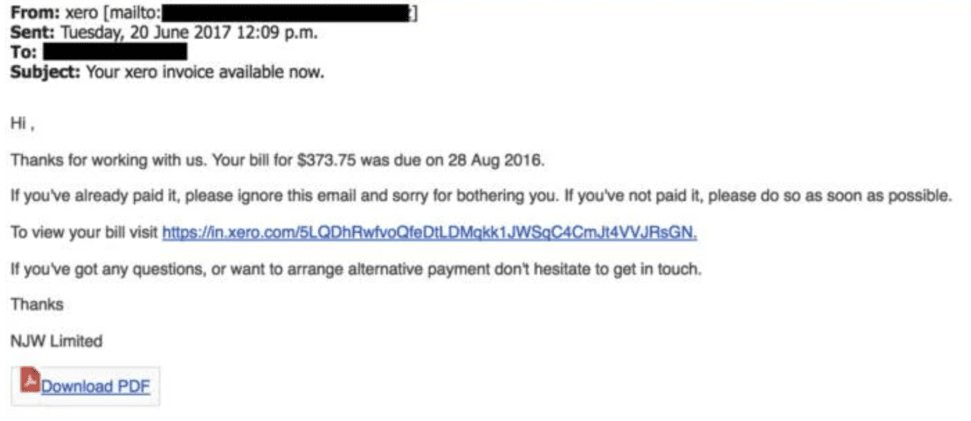 From: xero [mailto:
Sent: Tuesday, 20 June 2017 12:09 p.m.
To:
Subject: Your xero invoice available now.
Hi ,
Thanks for working with us. Your bill for $373.75 was due on 28 Aug 2016.
If you've already paid it, please ignore this email and sorry for bothering you. If you've not paid it, please do so as soon as possible.
To view your bill visit https://in.xero.com/5LQDhRwfvoQfeDtLDMqkk1JWSqC4CmJt4VVJRsGN.
If you've got any questions, or want to arrange alternative payment don't hesitate to get in touch.
Thanks
NJW Limited
Download PDF